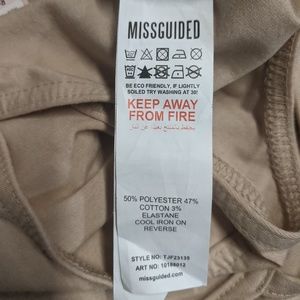 MISSGUIDED
BE ECO FRIENDLY, IF LIGHTLY
SOILED TRY WASHING AT 30!
KEEP AWAY
FROM FIRE
50% POLYESTER 47%
COTTON 3%
ELASTANE
COOL IRON ON
REVERSE
STYLE NO: TJF23135
ART NO: 10188012
missguided.com